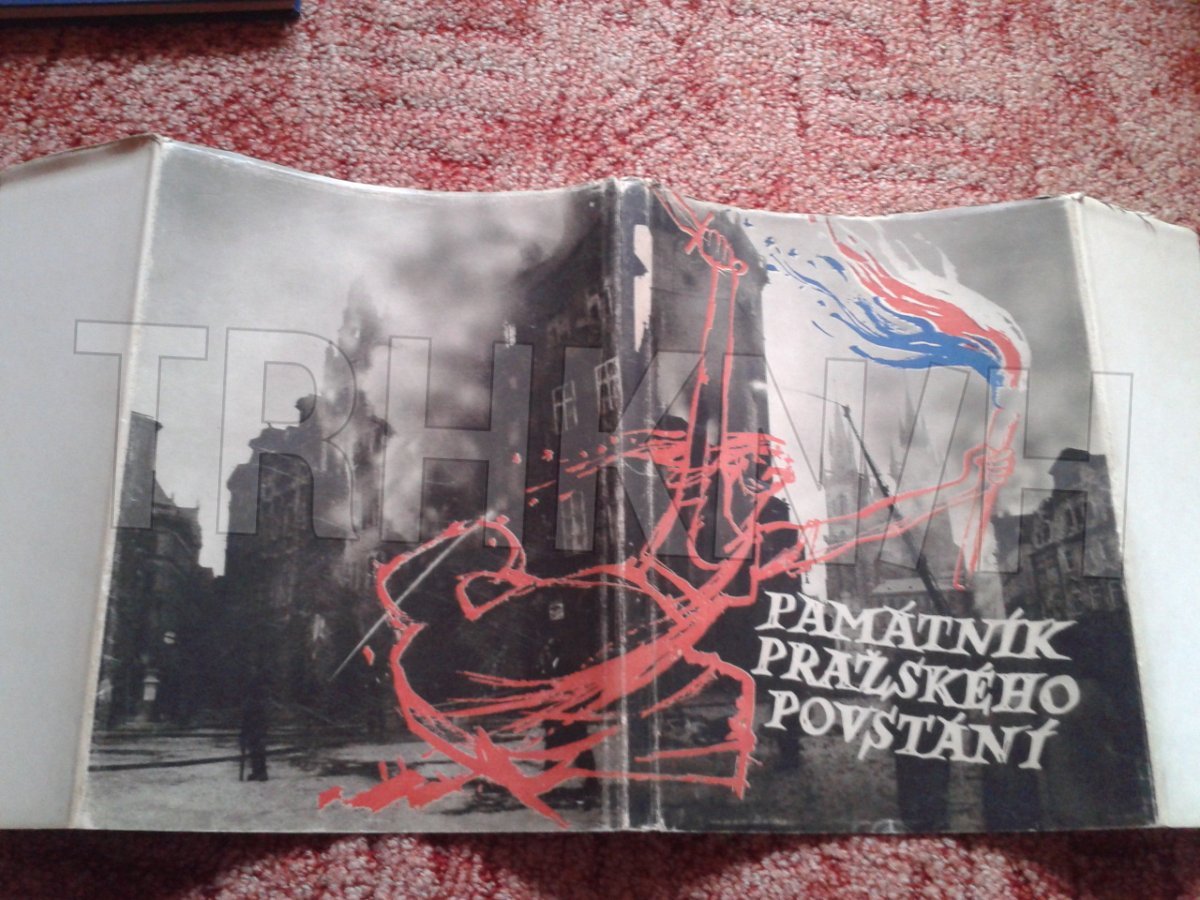 TRHKNIH
PAMÁTNÍK
PRAŽSKÉHO
POVSTÁNÍ